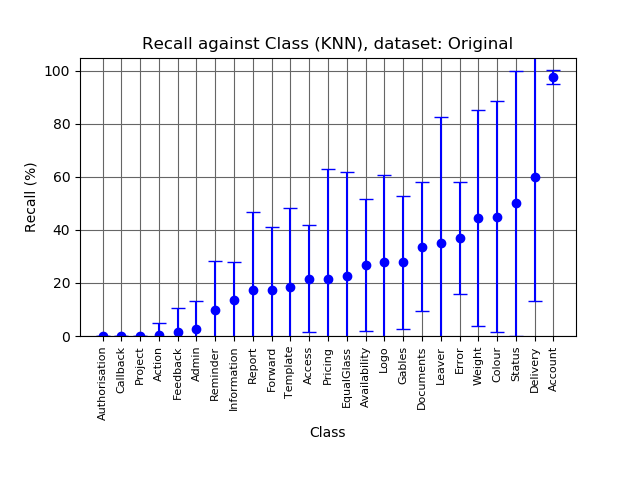 Recall against Class (KNN), dataset: Original
Recall (%)
100
80
60
40
20
0
Authorisation
Callback
Project
Action
Feedback
Admin
Reminder
Information
Report
Forward
Template
Access
Pricing
EqualGlass
Availability
Logo
Gables
Documents
Leaver
Error
Weight
Colour
Status
Delivery
Account
Class